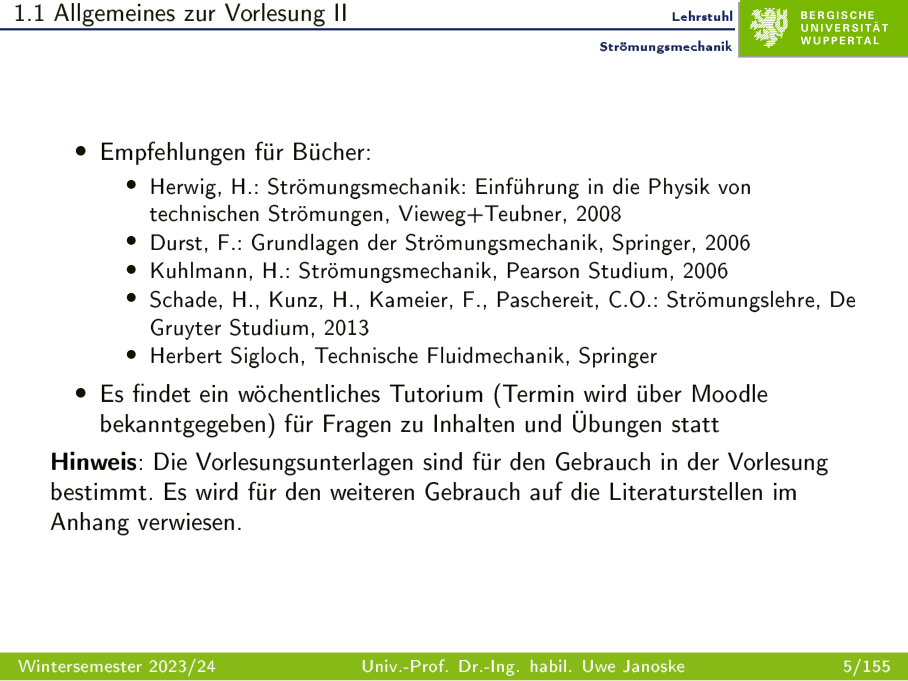 1.1 Allgemeines zur Vorlesung II
Lehrstuhl
Strömungsmechanik
BERGISCHE
UNIVERSITÄT
WUPPERTAL
• Empfehlungen für Bücher:
• Herwig, H.: Strömungsmechanik: Einführung in die Physik von
technischen Strömungen, Vieweg+Teubner, 2008
• Durst, F.: Grundlagen der Strömungsmechanik, Springer, 2006
• Kuhlmann, H.: Strömungsmechanik, Pearson Studium, 2006
• Schade, H., Kunz, H., Kameier, F., Paschereit, C.O.: Strömungslehre, De
Gruyter Studium, 2013
• Herbert Sigloch, Technische Fluidmechanik, Springer
• Es findet ein wöchentliches Tutorium (Termin wird über Moodle
bekanntgegeben) für Fragen zu Inhalten und Übungen statt
Hinweis: Die Vorlesungsunterlagen sind für den Gebrauch in der Vorlesung
bestimmt. Es wird für den weiteren Gebrauch auf die Literaturstellen im
Anhang verwiesen.
Wintersemester 2023/24
Univ.-Prof. Dr.-Ing. habil. Uwe Janoske
5/155